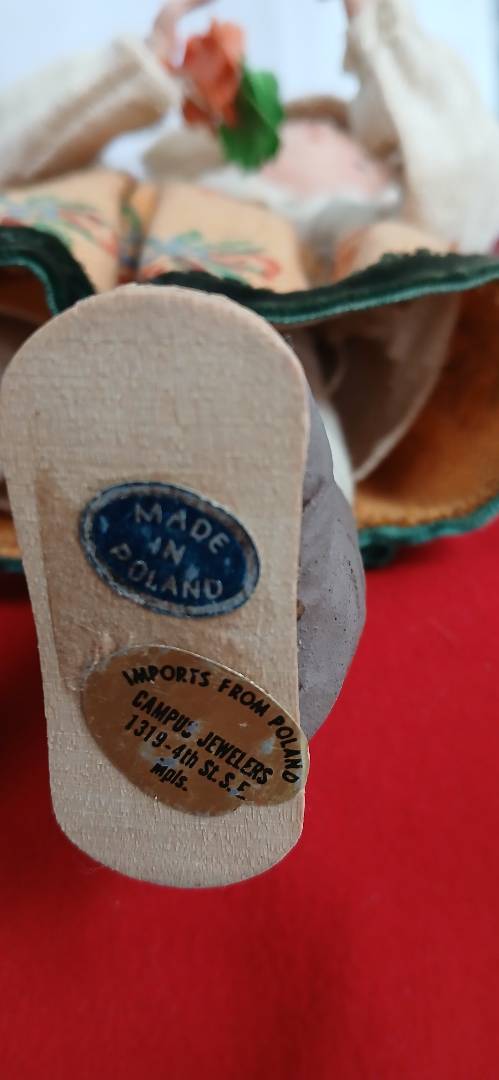 MADE
IN
POLAND
IMPORTS FROM POLAND
CAMPUS JEWELERS
1319-4th St. S.E.
Mpls.